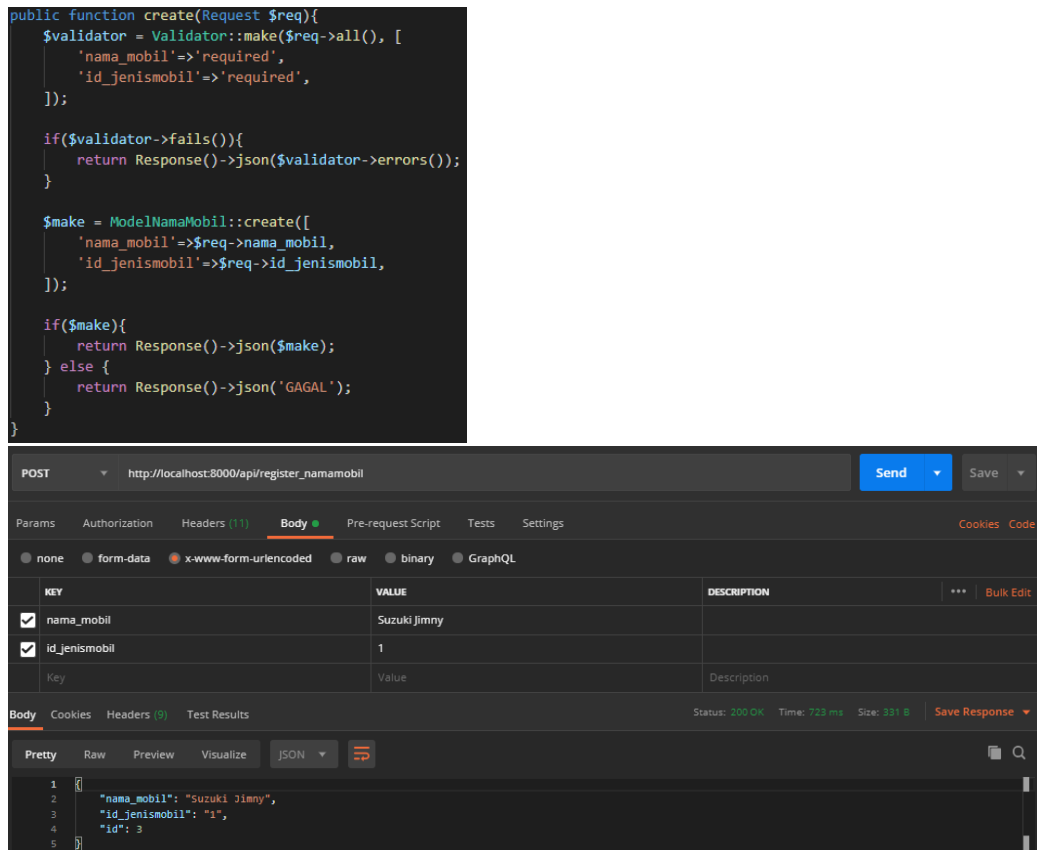 public function create(Request $req){
    $validator = Validator::make($req->all(), [
        'nama_mobil'=>'required',
        'id_jenismobil'=>'required',
    ]);

    if($validator->fails()){
        return Response()->json($validator->errors());
    }

    $make = ModelNamaMobil::create([
        'nama_mobil'=>$req->nama_mobil,
        'id_jenismobil'=>$req->id_jenismobil,
    ]);

    if($make){
        return Response()->json($make);
    } else {
        return Response()->json('GAGAL');
    }
}
POST http://localhost:8000/api/register_namamobil Send Save
Params Authorization Headers (11) Body Pre-request Script Tests Settings Cookies Code
none form-data x-www-form-urlencoded raw binary GraphQL
KEY VALUE DESCRIPTION ••• Bulk Edit
nama_mobil Suzuki Jimny
id_jenismobil 1
Key Value Description
Body Cookies Headers (9) Test Results Status: 200 OK Time: 723 ms Size: 331 B Save Response
Pretty Raw Preview Visualize JSON
1 {
2     "nama_mobil": "Suzuki Jimny",
3     "id_jenismobil": "1",
4     "id": 3
5 }